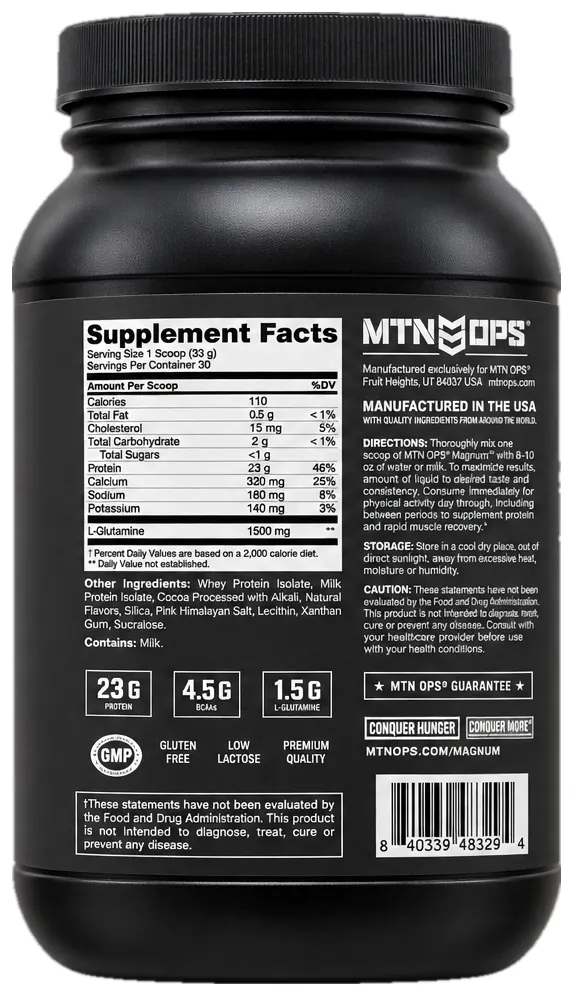 Supplement Facts
Serving Size 1 Scoop (33 g)
Servings Per Container 30
Amount Per Scoop %DV
Calories 110
Total Fat 0.5 g <1%
Cholesterol 15 mg 5%
Total Carbohydrate 2 g <1%
Total Sugars <1 g
Protein 23 g 46%
Calcium 320 mg 25%
Sodium 180 mg 8%
Potassium 140 mg 3%
L-Glutamine 1500 mg **
† Percent Daily Values are based on a 2,000 calorie diet.
** Daily Value not established.
Other Ingredients: Whey Protein Isolate, Milk
Protein Isolate, Cocoa Processed with Alkali, Natural
Flavors, Silica, Pink Himalayan Salt, Lecithin, Xanthan
Gum, Sucralose.
Contains: Milk.
23 G
PROTEIN
4.5 G
BCAAs
1.5 G
L-GLUTAMINE
GMP
GLUTEN
FREE
LOW
LACTOSE
PREMIUM
QUALITY
†These statements have not been evaluated by
the Food and Drug Administration. This product
is not intended to diagnose, treat, cure or
prevent any disease.
MTN OPS®
Manufactured exclusively for MTN OPS®
Fruit Heights, UT 84037 USA mtnops.com
MANUFACTURED IN THE USA
WITH QUALITY INGREDIENTS FROM AROUND THE WORLD.
DIRECTIONS: Thoroughly mix one
scoop of MTN OPS® Magnum™ with 8-10
oz of water or milk. To maximize results,
amount of liquid to desired taste and
consistency. Consume immediately for
physical activity day through, including
between periods to supplement protein
and rapid muscle recovery.*
STORAGE: Store in a cool dry place, out of
direct sunlight, away from excessive heat,
moisture or humidity.
CAUTION: These statements have not been
evaluated by the Food and Drug Administration.
This product is not intended to diagnose, treat,
cure or prevent any disease. Consult with
your healthcare provider before use
with your health conditions.
★ MTN OPS® GUARANTEE ★
CONQUER HUNGER CONQUER MORE®
MTNOPS.COM/MAGNUM
8 40339 48329 4